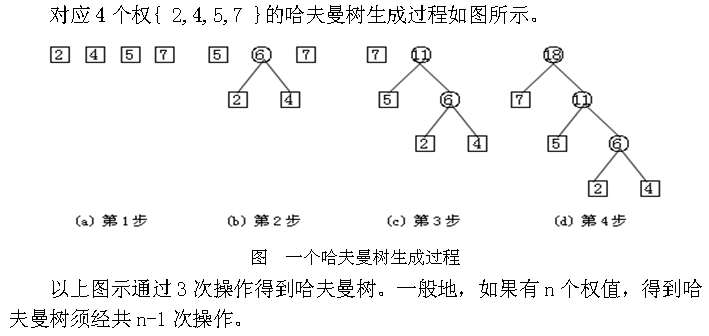 对应4个权{ 2,4,5,7 }的哈夫曼树生成过程如图所示。
2 4 5 7 5 6 7 7 11 18
2 4 5 6 7 11
2 4 5 6
2 4
(a)第1步 (b)第2步 (c)第3步 (d)第4步
图 一个哈夫曼树生成过程
以上图示通过3次操作得到哈夫曼树。一般地，如果有n个权值，得到哈
夫曼树须经共n-1次操作。